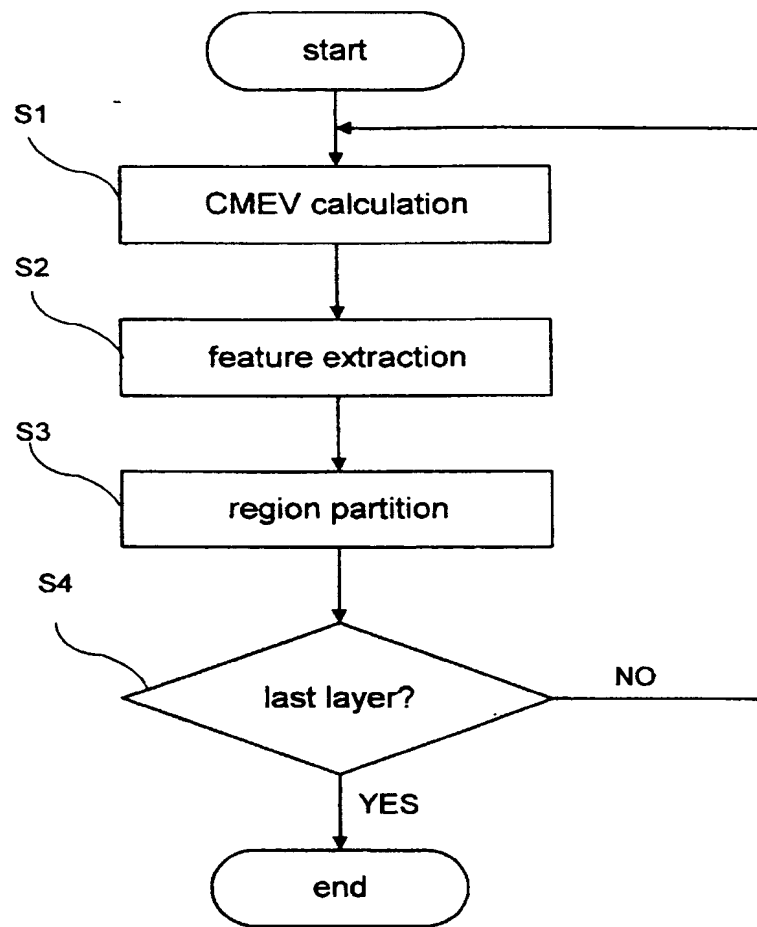 start
S1
CMEV calculation
S2
feature extraction
S3
region partition
S4
last layer?
NO
YES
end